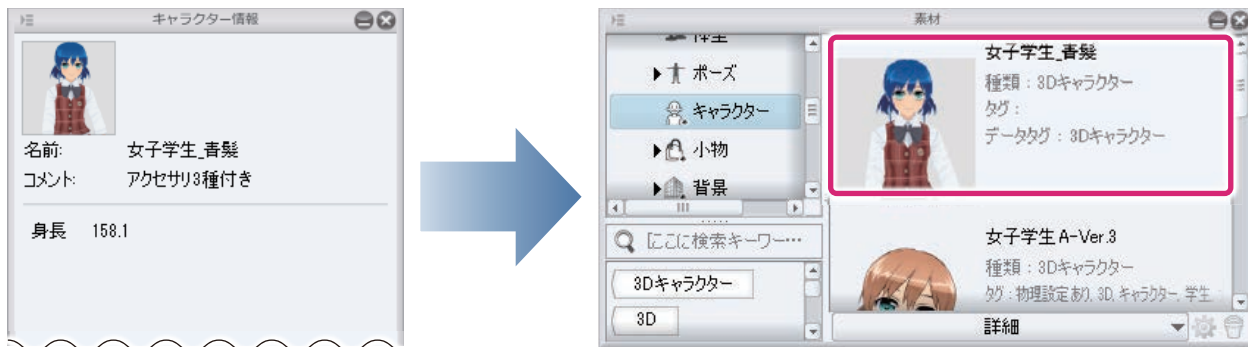 キャラクター情報
名前: 女子学生_青髪
コメント: アクセサリ3種付き
身長 158.1
素材
ポーズ
キャラクター
小物
背景
[ここに検索キーワー…
3Dキャラクター
3D
女子学生_青髪
種類：3Dキャラクター
タグ：
データタグ：3Dキャラクター
女子学生 A-Ver.3
種類：3Dキャラクター
タグ：物理設定あり, 3D, キャラクター, 学生
詳細